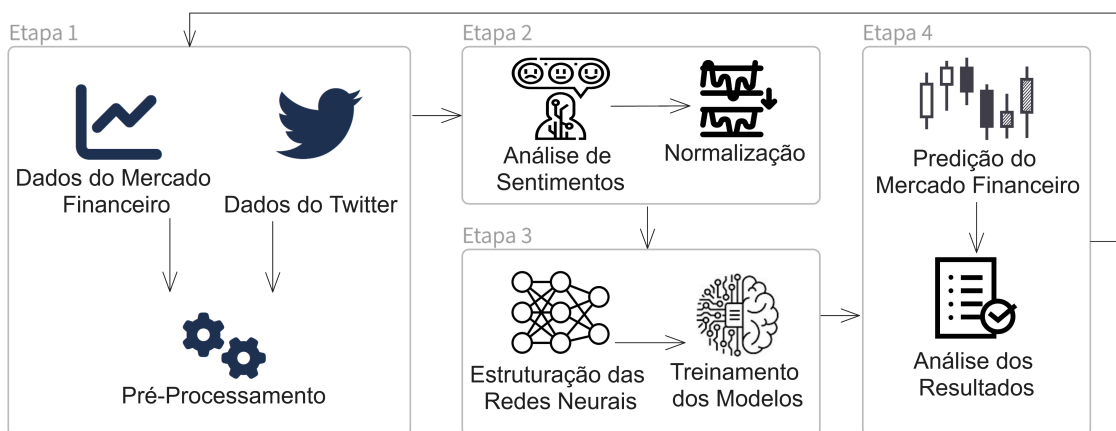 Etapa 1
Dados do Mercado
Financeiro
Dados do Twitter
Pré-Processamento
Etapa 2
Análise de
Sentimentos
Normalização
Etapa 3
Estruturação das
Redes Neurais
Treinamento
dos Modelos
Etapa 4
Predição do
Mercado Financeiro
Análise dos
Resultados